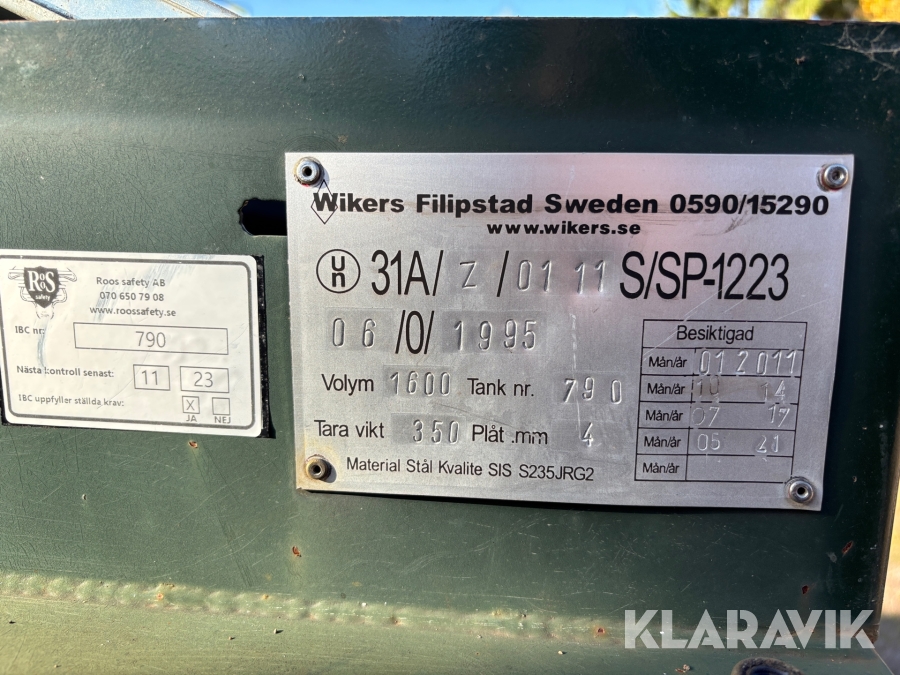 Wikers Filipstad Sweden 0590/15290
www.wikers.se
un 31A/ Z / 01 11 S/SP-1223
06 /0/ 1995
Volym 1600 Tank nr. 790
Tara vikt 350 Plåt .mm 4
Material Stål Kvalite SIS S235JRG2
Besiktigad
Mån/år 01 2011
Mån/år 14
Mån/år 07 17
Mån/år 05 21
Mån/år
RoOS
safety
Roos safety AB
070 650 79 08
www.roossafety.se
IBC nr: 790
Nästa kontroll senast: 11 23
IBC uppfyller ställda krav: X
JA NEJ
KLARAVIK